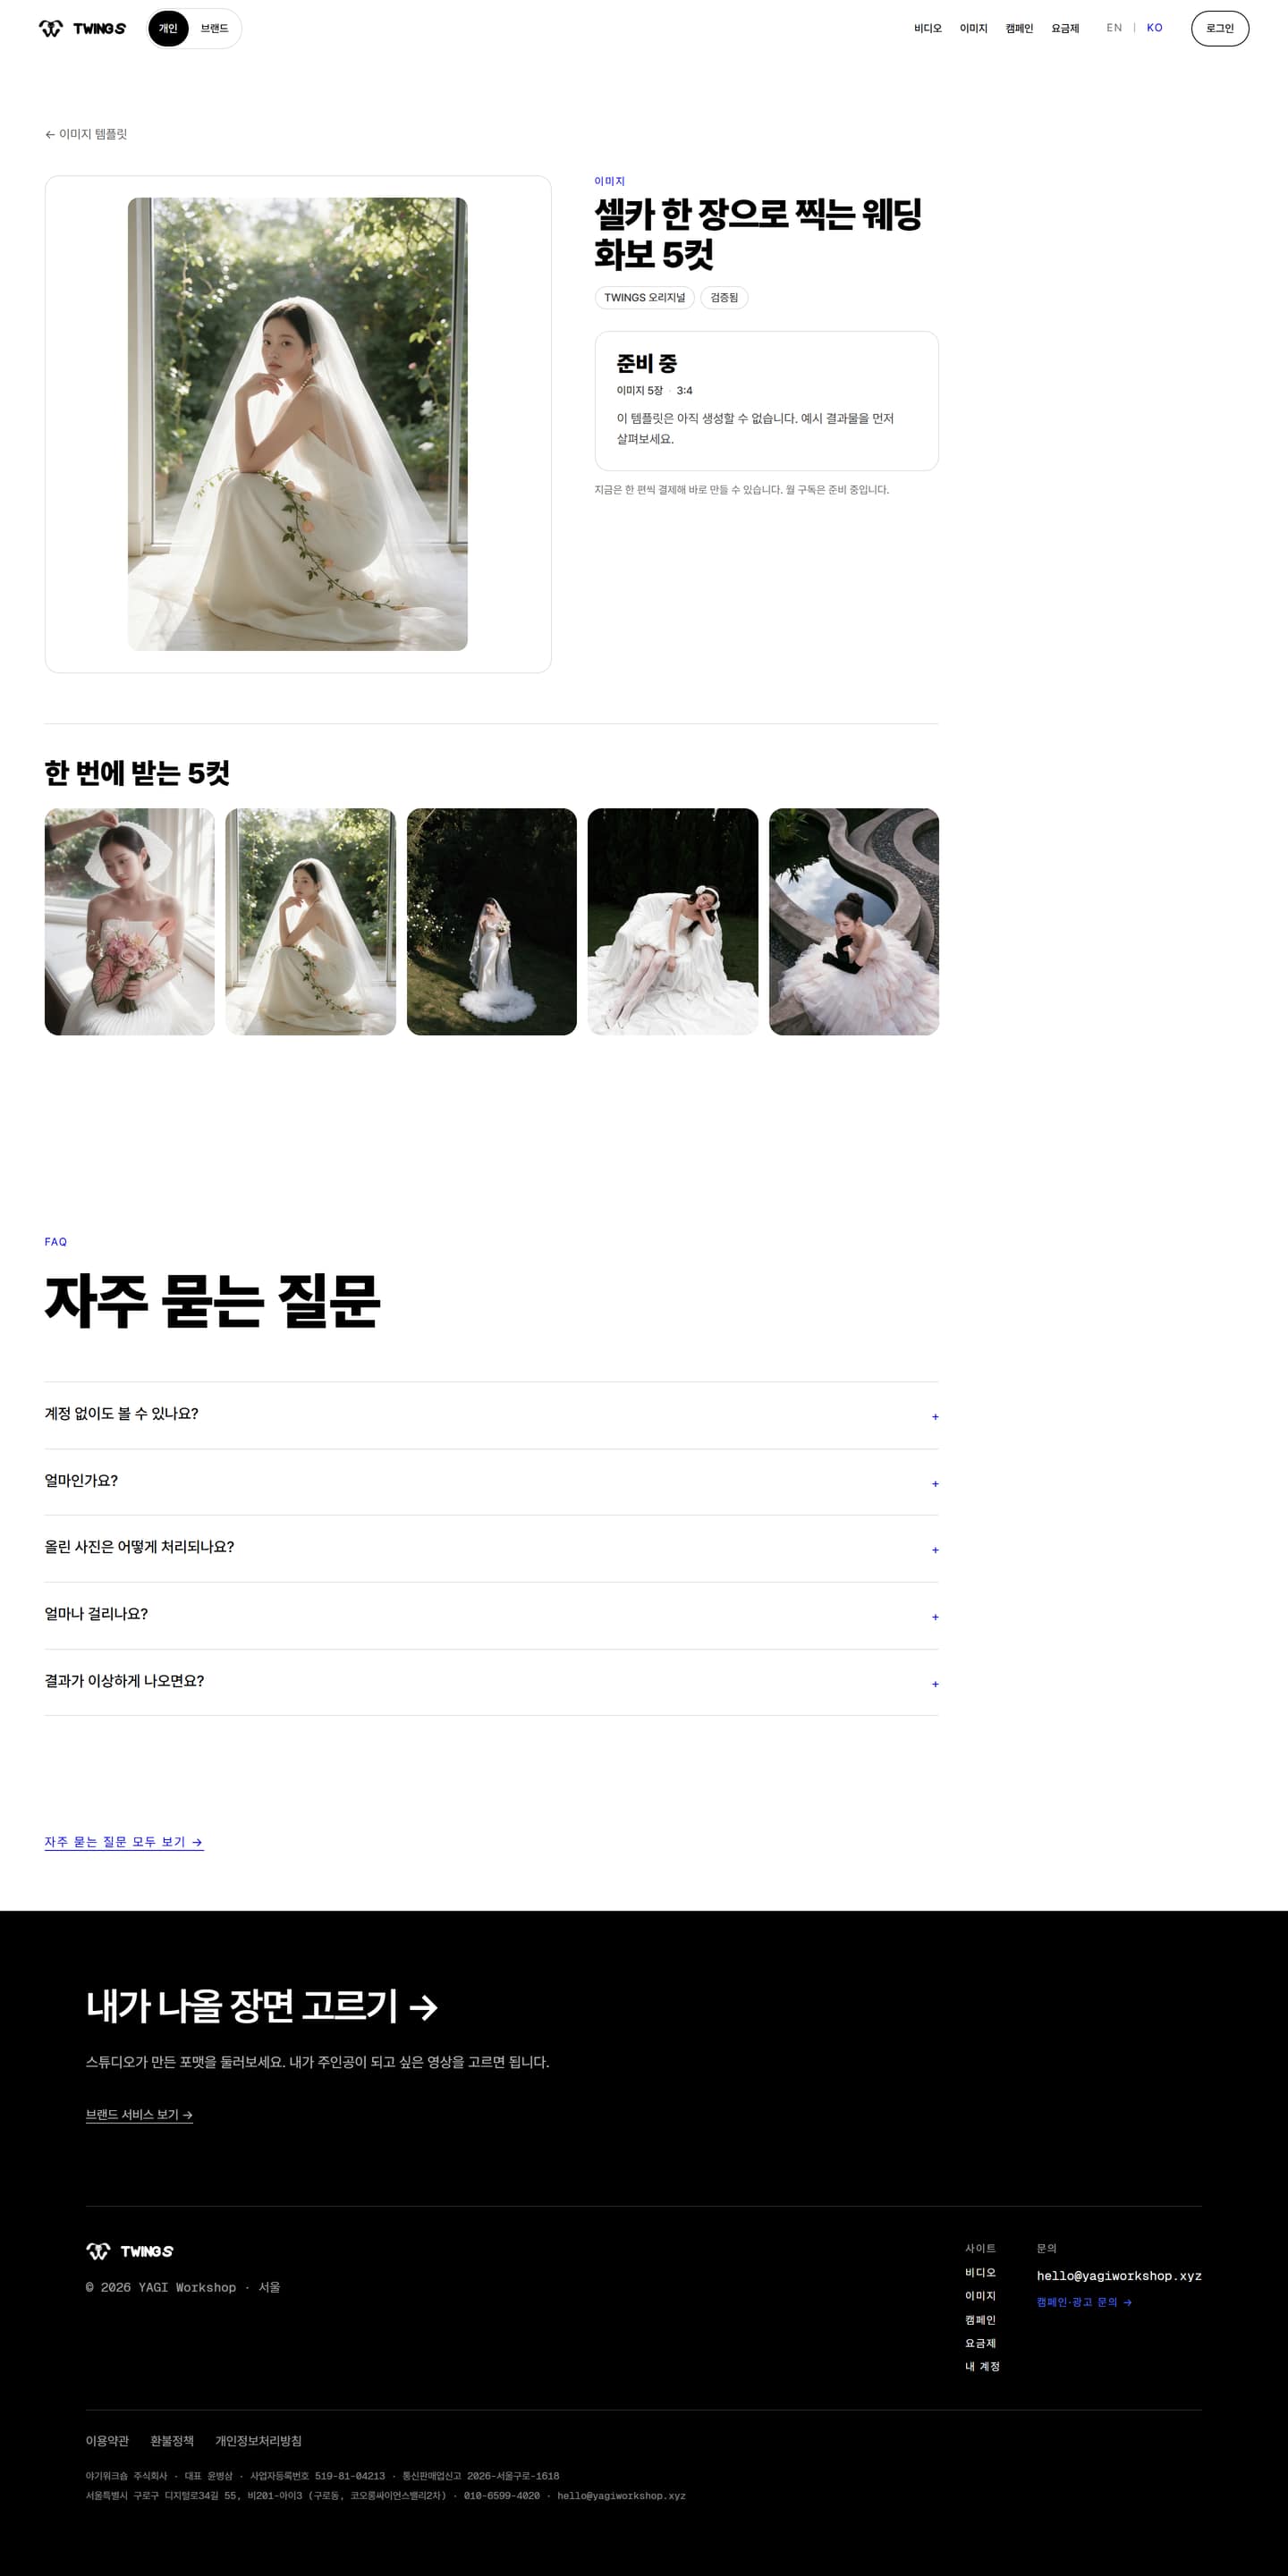 TWINGS
개인
브랜드
비디오
이미지
캠페인
요금제
EN | KO
로그인
← 이미지 템플릿
이미지
셀카 한 장으로 찍는 웨딩
화보 5컷
TWINGS 오리지널
검증됨
준비 중
이미지 5장 · 3:4
이 템플릿은 아직 생성할 수 없습니다. 예시 결과물을 먼저
살펴보세요.
지금은 한 편씩 결제해 바로 만들 수 있습니다. 월 구독은 준비 중입니다.
한 번에 받는 5컷
FAQ
자주 묻는 질문
계정 없이도 볼 수 있나요?
+
얼마인가요?
+
올린 사진은 어떻게 처리되나요?
+
얼마나 걸리나요?
+
결과가 이상하게 나오면요?
+
자주 묻는 질문 모두 보기 →
내가 나올 장면 고르기 →
스튜디오가 만든 포맷을 둘러보세요. 내가 주인공이 되고 싶은 영상을 고르면 됩니다.
브랜드 서비스 보기 →
TWINGS
© 2026 YAGI Workshop · 서울
사이트
비디오
이미지
캠페인
요금제
내 계정
문의
hello@yagiworkshop.xyz
캠페인·광고 문의 →
이용약관
환불정책
개인정보처리방침
야기워크숍 주식회사 · 대표 윤병삼 · 사업자등록번호 519-81-04213 · 통신판매업신고 2026-서울구로-1618
서울특별시 구로구 디지털로34길 55, 비201-아이3 (구로동, 코오롱싸이언스밸리2차) · 010-6599-4020 · hello@yagiworkshop.xyz